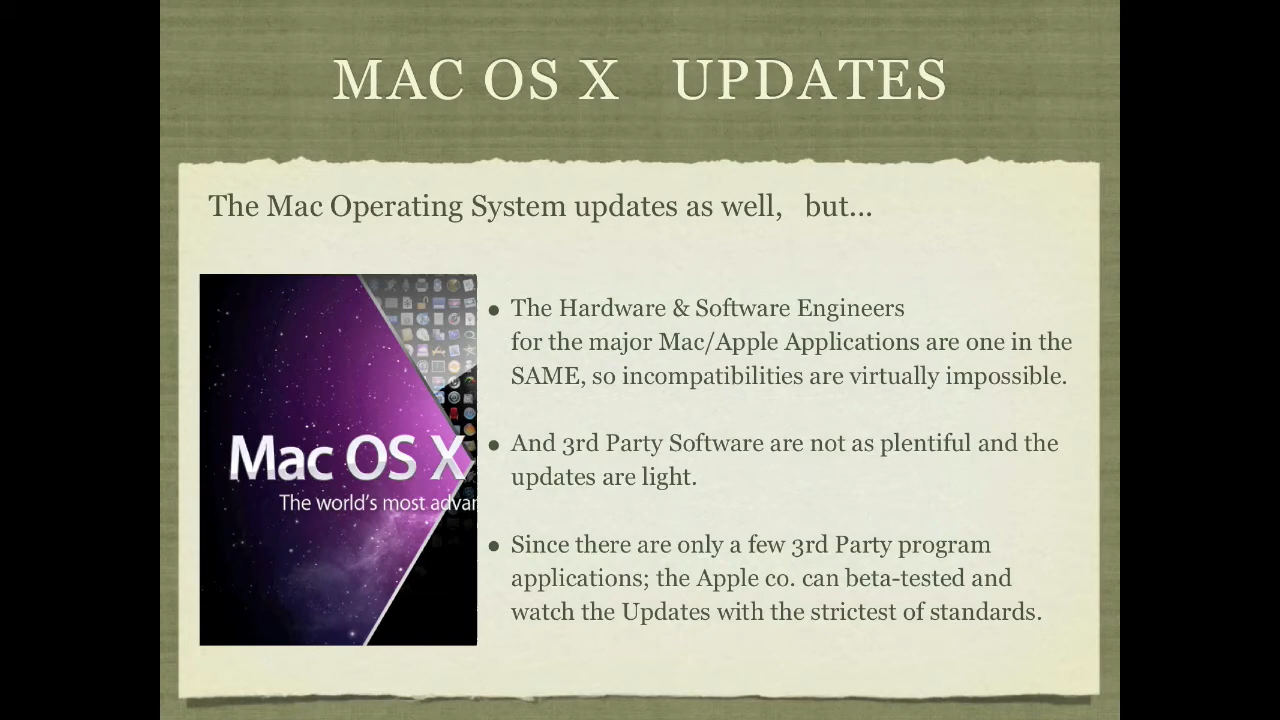 MAC OS X UPDATES
The Mac Operating System updates as well, but...
Mac OS X
The world's most advan
• The Hardware & Software Engineers
for the major Mac/Apple Applications are one in the
SAME, so incompatibilities are virtually impossible.
• And 3rd Party Software are not as plentiful and the
updates are light.
• Since there are only a few 3rd Party program
applications; the Apple co. can beta-tested and
watch the Updates with the strictest of standards.